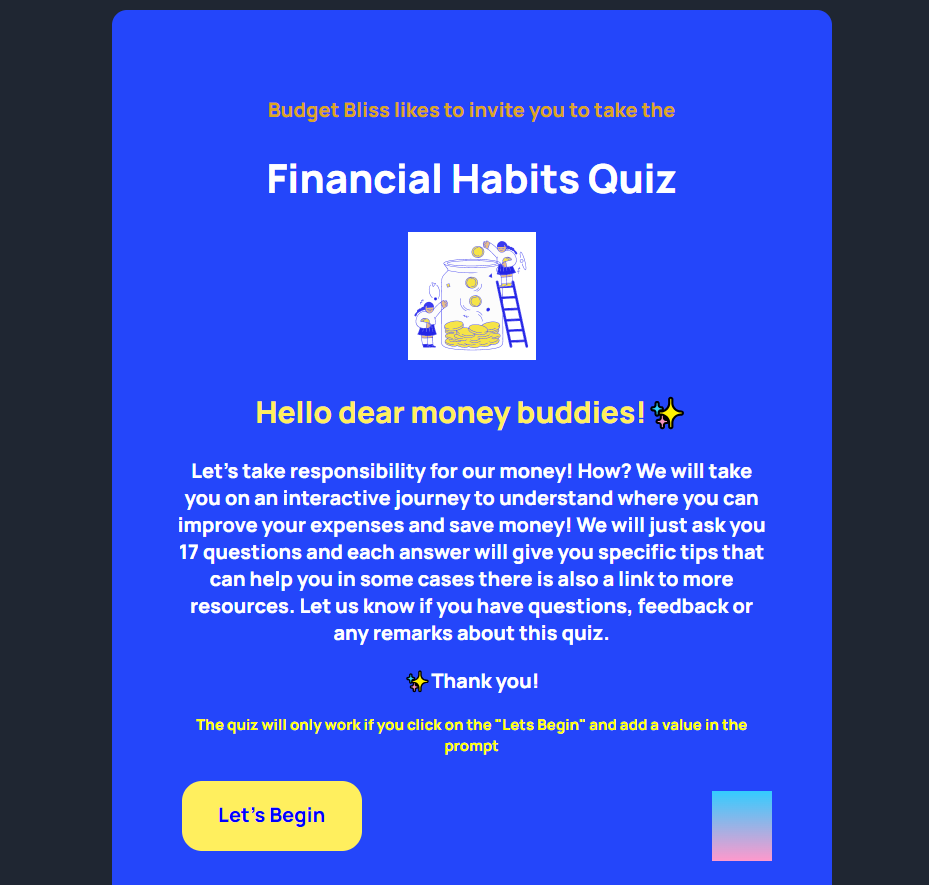 Budget Bliss likes to invite you to take the
Financial Habits Quiz
Hello dear money buddies!✨
Let's take responsibility for our money! How? We will take
you on an interactive journey to understand where you can
improve your expenses and save money! We will just ask you
17 questions and each answer will give you specific tips that
can help you in some cases there is also a link to more
resources. Let us know if you have questions, feedback or
any remarks about this quiz.
✨Thank you!
The quiz will only work if you click on the "Lets Begin" and add a value in the
prompt
Let's Begin